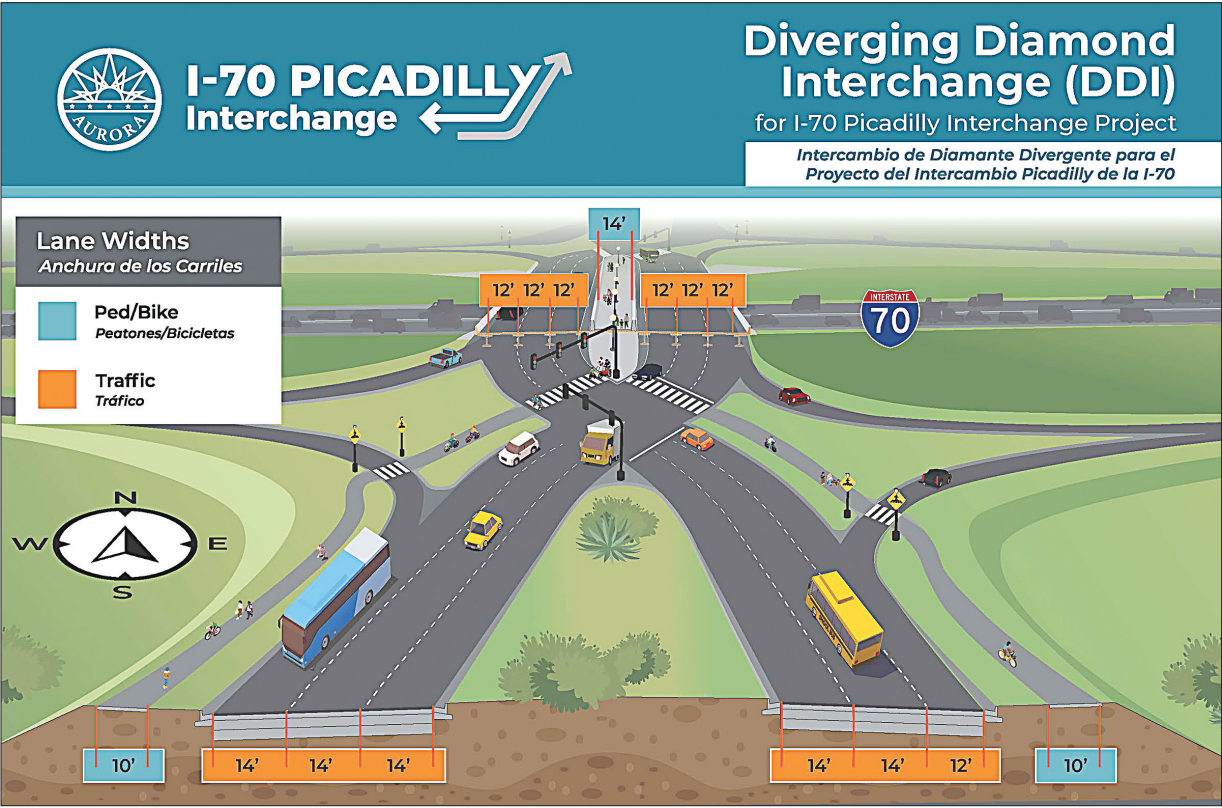 AURORA
I-70 PICADILLY
Interchange
Diverging Diamond
Interchange (DDI)
for I-70 Picadilly Interchange Project
Intercambio de Diamante Divergente para el
Proyecto del Intercambio Picadilly de la I-70
Lane Widths
Anchura de los Carriles
Ped/Bike
Peatones/Bicicletas
Traffic
Tráfico
14'
12' 12' 12'
12' 12' 12'
INTERSTATE
70
N
W E
S
10'
14' 14' 14'
14' 14' 12'
10'